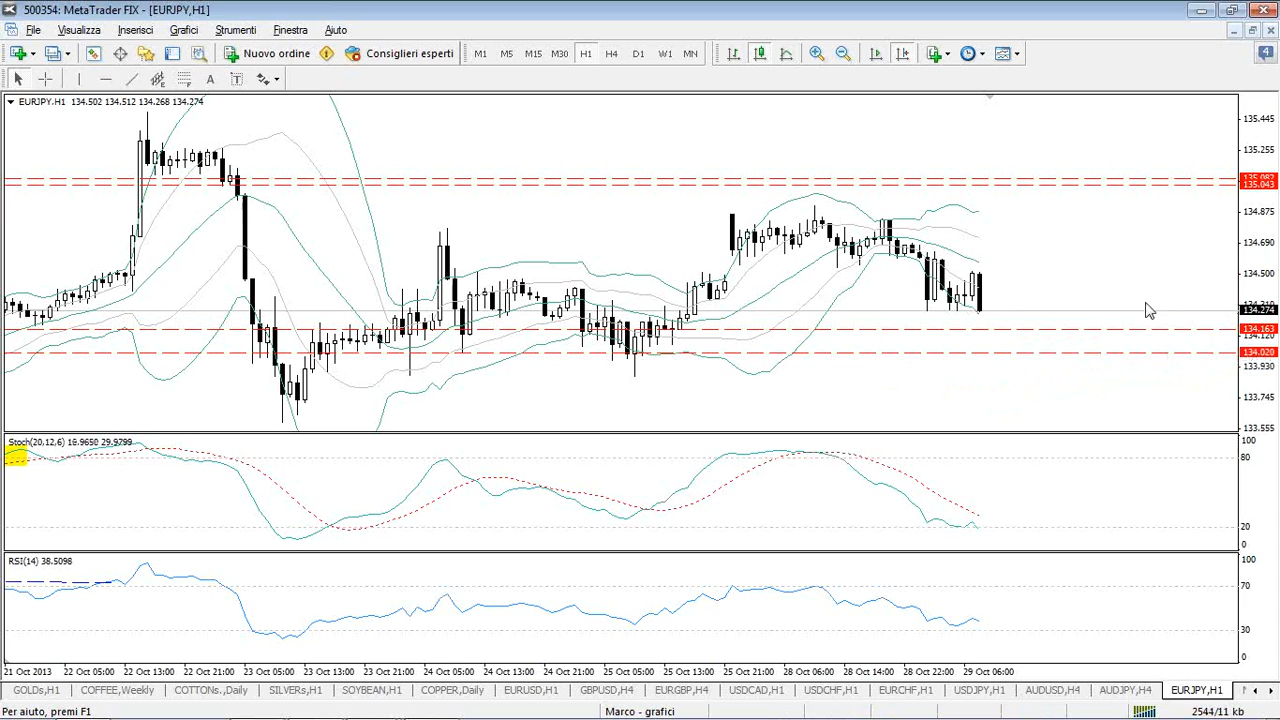 500354: MetaTrader FIX - [EURJPY,H1]
File Visualizza Inserisci Grafici Strumenti Finestra Aiuto
Nuovo ordine Consiglieri esperti M1 M5 M15 M30 H1 H4 D1 W1 MN
4
A T
EURJPY,H1 134.502 134.512 134.268 134.274
135.445
135.255
135.082
135.043
134.875
134.690
134.500
134.274
134.163
134.120
134.020
133.930
133.745
133.555
Stoch(20,12,6) 18.9650 29.9799
100
80
20
0
RSI(14) 38.5098
100
70
30
0
21 Oct 2013 22 Oct 05:00 22 Oct 13:00 22 Oct 21:00 23 Oct 05:00 23 Oct 13:00 23 Oct 21:00 24 Oct 05:00 24 Oct 13:00 24 Oct 21:00 25 Oct 05:00 25 Oct 13:00 25 Oct 21:00 28 Oct 06:00 28 Oct 14:00 28 Oct 22:00 29 Oct 06:00
GOLDs,H1 COFFEE,Weekly COTTONs.,Daily SILVERs,H1 SOYBEAN,H1 COPPER,Daily EURUSD,H1 GBPUSD,H4 EURGBP,H4 USDCAD,H1 USDCHF,H1 EURCHF,H1 USDJPY,H1 AUDUSD,H4 AUDJPY,H4 EURJPY,H1
Per aiuto, premi F1 Marco - grafici 2544/11 kb